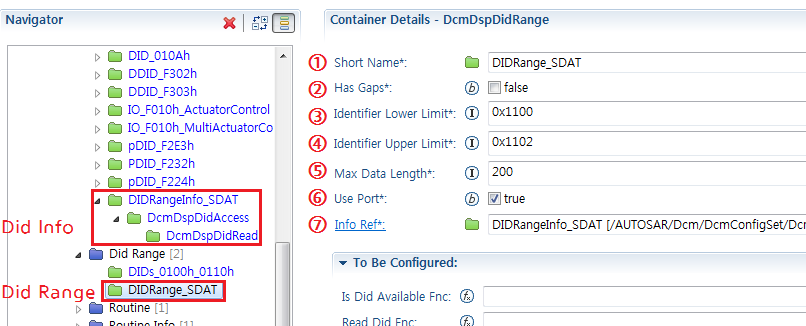 Navigator
DID_010Ah
DDID_F302h
DDID_F303h
IO_F010h_ActuatorControl
IO_F010h_MultiActuatorCo
pDID_F2E3h
PDID_F232h
pDID_F224h
DIDRangeInfo_SDAT
DcmDspDidAccess
DcmDspDidRead
Did Info
Did Range [2]
DIDs_0100h_0110h
DIDRange_SDAT
Did Range
Routine [1]
Routine Info [1]
Container Details - DcmDspDidRange
① Short Name*: DIDRange_SDAT
② Has Gaps*: b false
③ Identifier Lower Limit*: I 0x1100
④ Identifier Upper Limit*: I 0x1102
⑤ Max Data Length*: I 200
⑥ Use Port*: b true
⑦ Info Ref*: DIDRangeInfo_SDAT [/AUTOSAR/Dcm/DcmConfigSet/Dcm
To Be Configured:
Is Did Available Fnc: fx
Read Did Fnc: fx